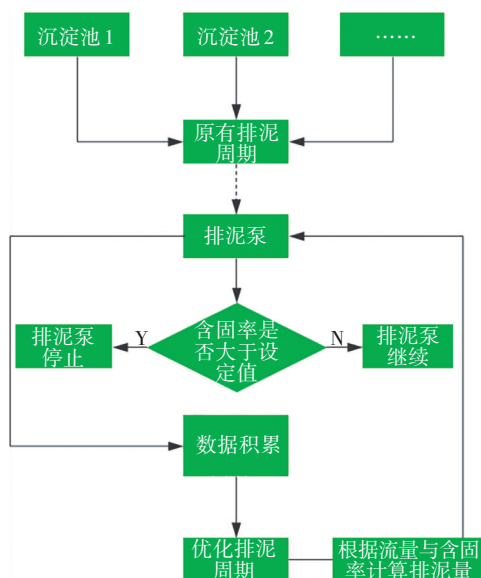 沉淀池1
沉淀池2
……
原有排泥
周期
排泥泵
排泥泵
停止
Y
含固率是
否大于设
定值
N
排泥泵
继续
数据积累
优化排泥
周期
根据流量与含固
率计算排泥量